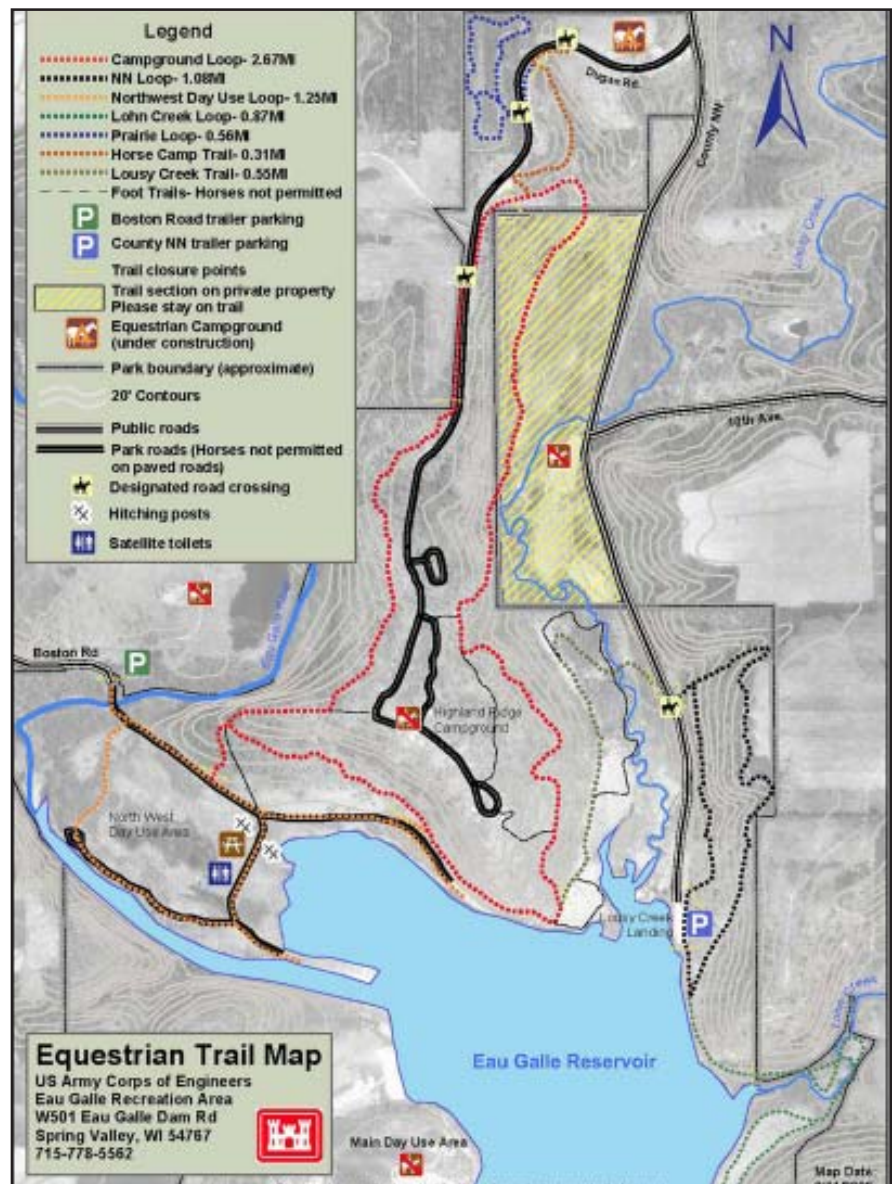 Legend
Campground Loop- 2.67MI
NN Loop- 1.08MI
Northwest Day Use Loop- 1.25MI
Lohn Creek Loop- 0.87MI
Prairie Loop- 0.56MI
Horse Camp Trail- 0.31MI
Lousy Creek Trail- 0.55MI
Foot Trails- Horses not permitted
P Boston Road trailer parking
P County NN trailer parking
Trail closure points
Trail section on private property
Please stay on trail
Equestrian Campground
(under construction)
Park boundary (approximate)
20' Contours
Public roads
Park roads (Horses not permitted
on paved roads)
Designated road crossing
Hitching posts
Satellite toilets
N
Dugan Rd.
County NN
Lousy Creek
10th Ave.
Boston Rd
P
Highland Ridge
Campground
North West
Day Use Area
Lousy Creek
Landing
P
Eau Galle Reservoir
Main Day Use Area
Equestrian Trail Map
US Army Corps of Engineers
Eau Galle Recreation Area
W501 Eau Galle Dam Rd
Spring Valley, WI 54767
715-778-5562
Map Date